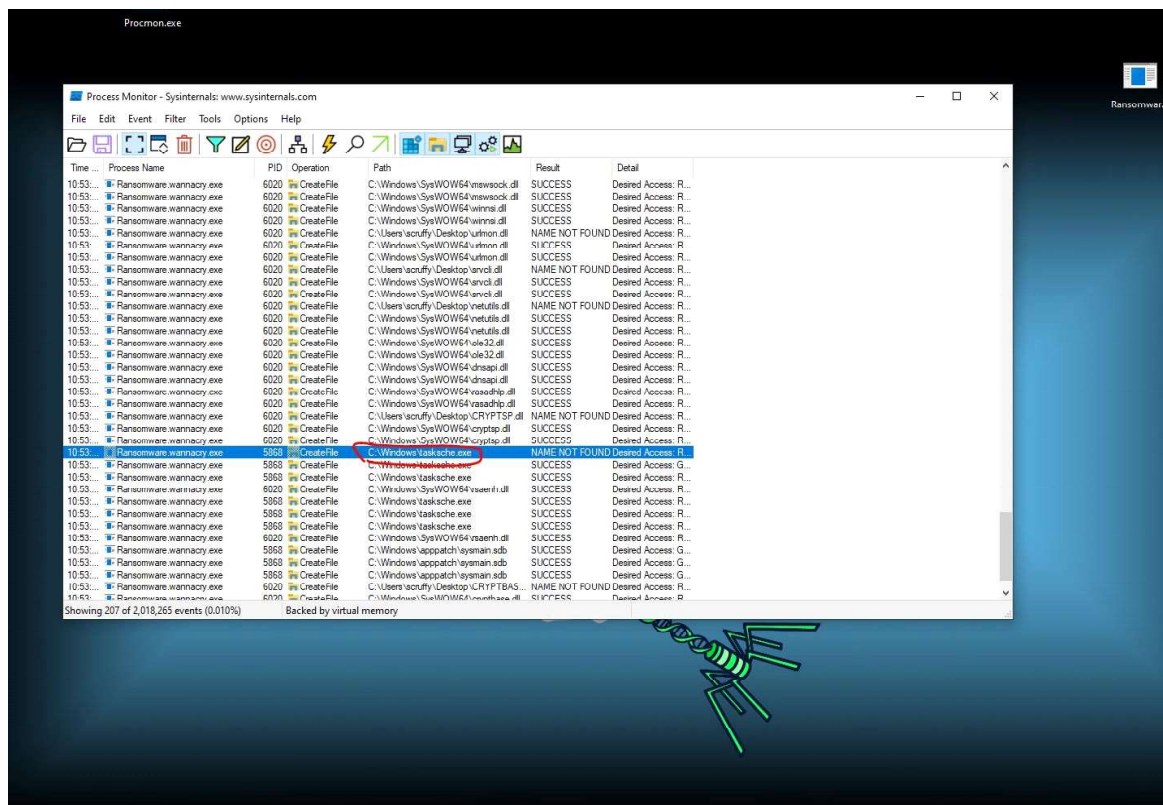 Procmon.exe
Ransomwar
Process Monitor - Sysinternals: www.sysinternals.com
File Edit Event Filter Tools Options Help
Time ... Process Name PID Operation Path Result Detail
10:53:... Ransomware.wannacry.exe 6020 CreateFile C:\Windows\SysWOW64\mswsock.dll SUCCESS Desired Access: R...
10:53:... Ransomware.wannacry.exe 6020 CreateFile C:\Windows\SysWOW64\mswsock.dll SUCCESS Desired Access: R...
10:53:... Ransomware.wannacry.exe 6020 CreateFile C:\Windows\SysWOW64\winnsi.dll SUCCESS Desired Access: R...
10:53:... Ransomware.wannacry.exe 6020 CreateFile C:\Windows\SysWOW64\winnsi.dll SUCCESS Desired Access: R...
10:53:... Ransomware.wannacry.exe 6020 CreateFile C:\Users\scruffy\Desktop\urlmon.dll NAME NOT FOUND Desired Access: R...
10:53:... Ransomware.wannacry.exe 6020 CreateFile C:\Windows\SysWOW64\urlmon.dll SUCCESS Desired Access: R...
10:53:... Ransomware.wannacry.exe 6020 CreateFile C:\Windows\SysWOW64\urlmon.dll SUCCESS Desired Access: R...
10:53:... Ransomware.wannacry.exe 6020 CreateFile C:\Users\scruffy\Desktop\srvcli.dll NAME NOT FOUND Desired Access: R...
10:53:... Ransomware.wannacry.exe 6020 CreateFile C:\Windows\SysWOW64\srvcli.dll SUCCESS Desired Access: R...
10:53:... Ransomware.wannacry.exe 6020 CreateFile C:\Windows\SysWOW64\srvcli.dll SUCCESS Desired Access: R...
10:53:... Ransomware.wannacry.exe 6020 CreateFile C:\Users\scruffy\Desktop\netutils.dll NAME NOT FOUND Desired Access: R...
10:53:... Ransomware.wannacry.exe 6020 CreateFile C:\Windows\SysWOW64\netutils.dll SUCCESS Desired Access: R...
10:53:... Ransomware.wannacry.exe 6020 CreateFile C:\Windows\SysWOW64\netutils.dll SUCCESS Desired Access: R...
10:53:... Ransomware.wannacry.exe 6020 CreateFile C:\Windows\SysWOW64\ole32.dll SUCCESS Desired Access: R...
10:53:... Ransomware.wannacry.exe 6020 CreateFile C:\Windows\SysWOW64\ole32.dll SUCCESS Desired Access: R...
10:53:... Ransomware.wannacry.exe 6020 CreateFile C:\Windows\SysWOW64\dnsapi.dll SUCCESS Desired Access: R...
10:53:... Ransomware.wannacry.exe 6020 CreateFile C:\Windows\SysWOW64\dnsapi.dll SUCCESS Desired Access: R...
10:53:... Ransomware.wannacry.exe 6020 CreateFile C:\Windows\SysWOW64\rasadhlp.dll SUCCESS Desired Access: R...
10:53:... Ransomware.wannacry.exe 6020 CreateFile C:\Windows\SysWOW64\rasadhlp.dll SUCCESS Desired Access: R...
10:53:... Ransomware.wannacry.exe 6020 CreateFile C:\Users\scruffy\Desktop\CRYPTSP.dll NAME NOT FOUND Desired Access: R...
10:53:... Ransomware.wannacry.exe 6020 CreateFile C:\Windows\SysWOW64\cryptsp.dll SUCCESS Desired Access: R...
10:53:... Ransomware.wannacry.exe 6020 CreateFile C:\Windows\SysWOW64\cryptsp.dll SUCCESS Desired Access: R...
10:53:... Ransomware.wannacry.exe 5868 CreateFile C:\Windows\tasksche.exe NAME NOT FOUND Desired Access: R...
10:53:... Ransomware.wannacry.exe 5868 CreateFile C:\Windows\tasksche.exe SUCCESS Desired Access: G...
10:53:... Ransomware.wannacry.exe 5868 CreateFile C:\Windows\tasksche.exe SUCCESS Desired Access: R...
10:53:... Ransomware.wannacry.exe 6020 CreateFile C:\Windows\SysWOW64\rsaenh.dll SUCCESS Desired Access: R...
10:53:... Ransomware.wannacry.exe 5868 CreateFile C:\Windows\tasksche.exe SUCCESS Desired Access: R...
10:53:... Ransomware.wannacry.exe 5868 CreateFile C:\Windows\tasksche.exe SUCCESS Desired Access: R...
10:53:... Ransomware.wannacry.exe 5868 CreateFile C:\Windows\tasksche.exe SUCCESS Desired Access: R...
10:53:... Ransomware.wannacry.exe 6020 CreateFile C:\Windows\SysWOW64\rsaenh.dll SUCCESS Desired Access: R...
10:53:... Ransomware.wannacry.exe 5868 CreateFile C:\Windows\apppatch\sysmain.sdb SUCCESS Desired Access: G...
10:53:... Ransomware.wannacry.exe 5868 CreateFile C:\Windows\apppatch\sysmain.sdb SUCCESS Desired Access: G...
10:53:... Ransomware.wannacry.exe 5868 CreateFile C:\Windows\apppatch\sysmain.sdb SUCCESS Desired Access: G...
10:53:... Ransomware.wannacry.exe 6020 CreateFile C:\Users\scruffy\Desktop\CRYPTBAS... NAME NOT FOUND Desired Access: R...
10:53:... Ransomware.wannacry.exe 6020 CreateFile C:\Windows\SysWOW64\cryptbase.dll SUCCESS Desired Access: R...
Showing 207 of 2,018,265 events (0.010%) Backed by virtual memory